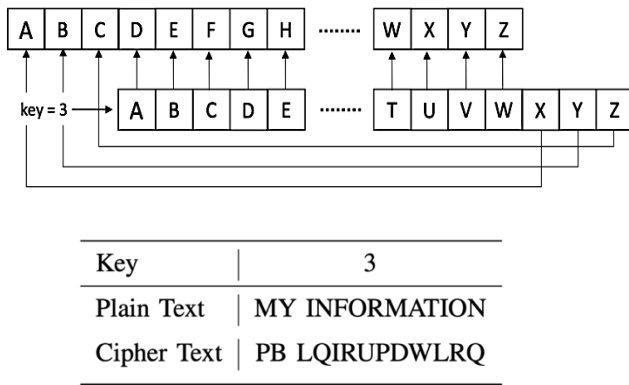 A B C D E F G H ........ W X Y Z
key = 3 A B C D E ........ T U V W X Y Z
Key 3
Plain Text MY INFORMATION
Cipher Text PB LQIRUPDWLRQ